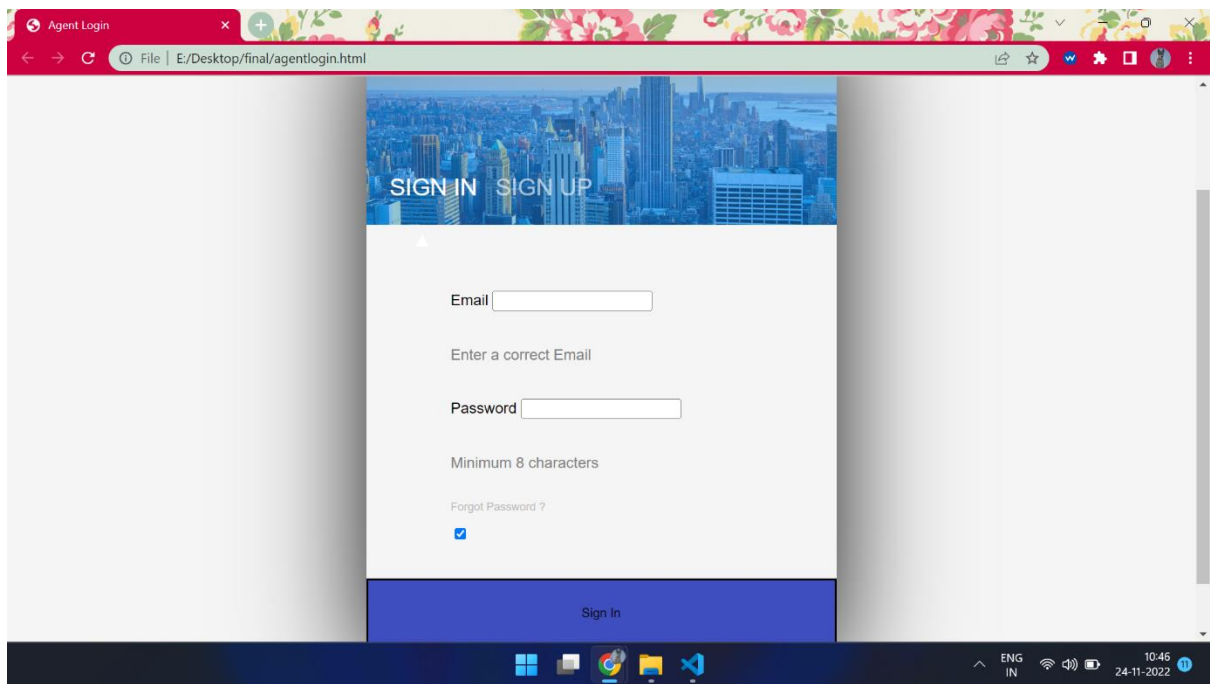 Agent Login
File | E:/Desktop/final/agentlogin.html
SIGN IN SIGN UP
Email
Enter a correct Email
Password
Minimum 8 characters
Forgot Password ?
Sign In
ENG
IN
10:46
24-11-2022
11